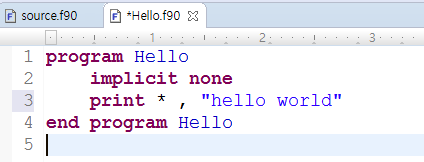 source.f90 *Hello.f90
1 2 3
1 program Hello
2     implicit none
3     print * , "hello world"
4 end program Hello
5